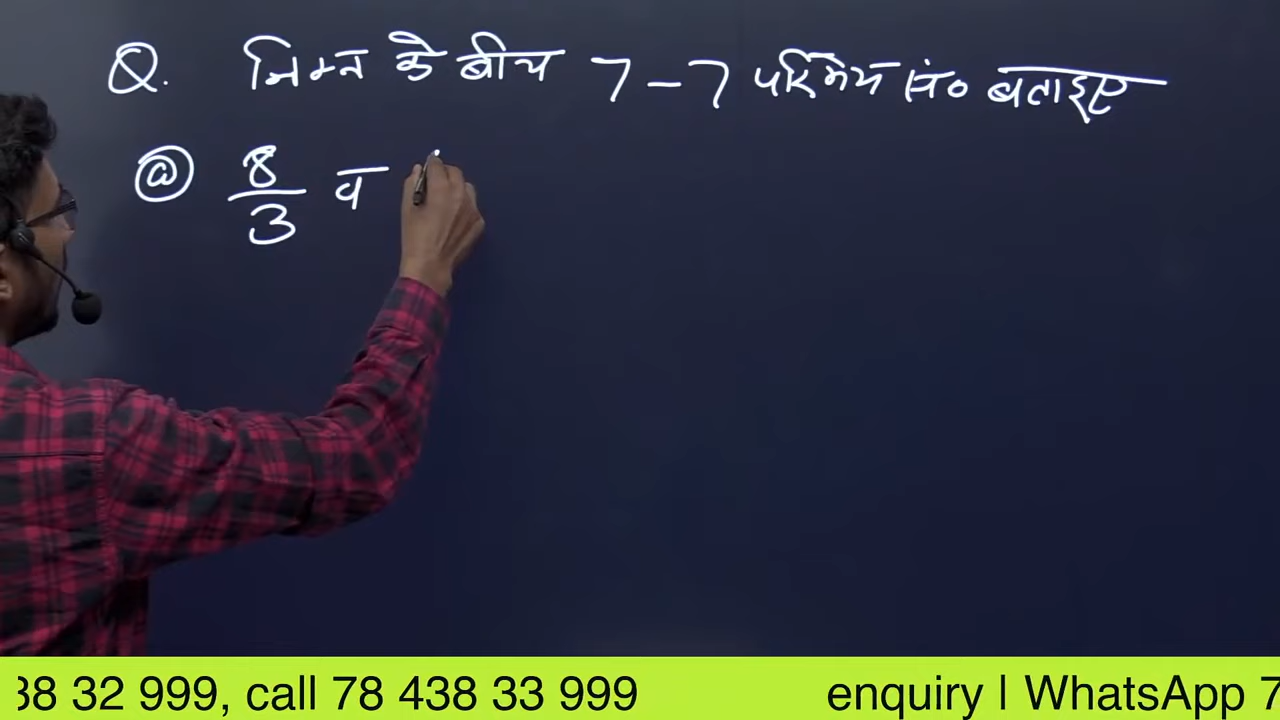 Q. निम्न के बीच 7-7 परिमेय सं० बताइए
ⓐ 8/3 व
38 32 999, call 78 438 33 999 enquiry | WhatsApp 7